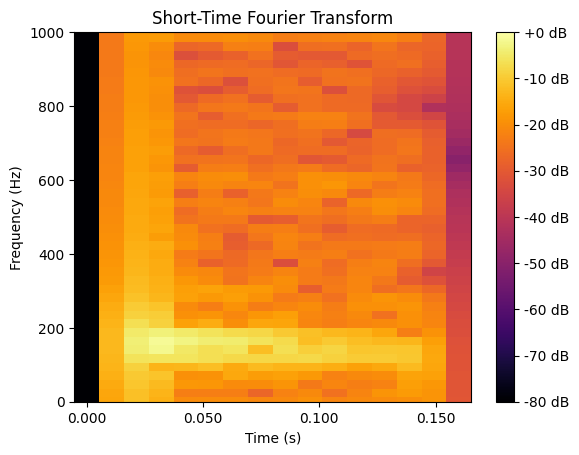 Short-Time Fourier Transform
Frequency (Hz)
1000
800
600
400
200
0
0.000
0.050
0.100
0.150
Time (s)
+0 dB
-10 dB
-20 dB
-30 dB
-40 dB
-50 dB
-60 dB
-70 dB
-80 dB